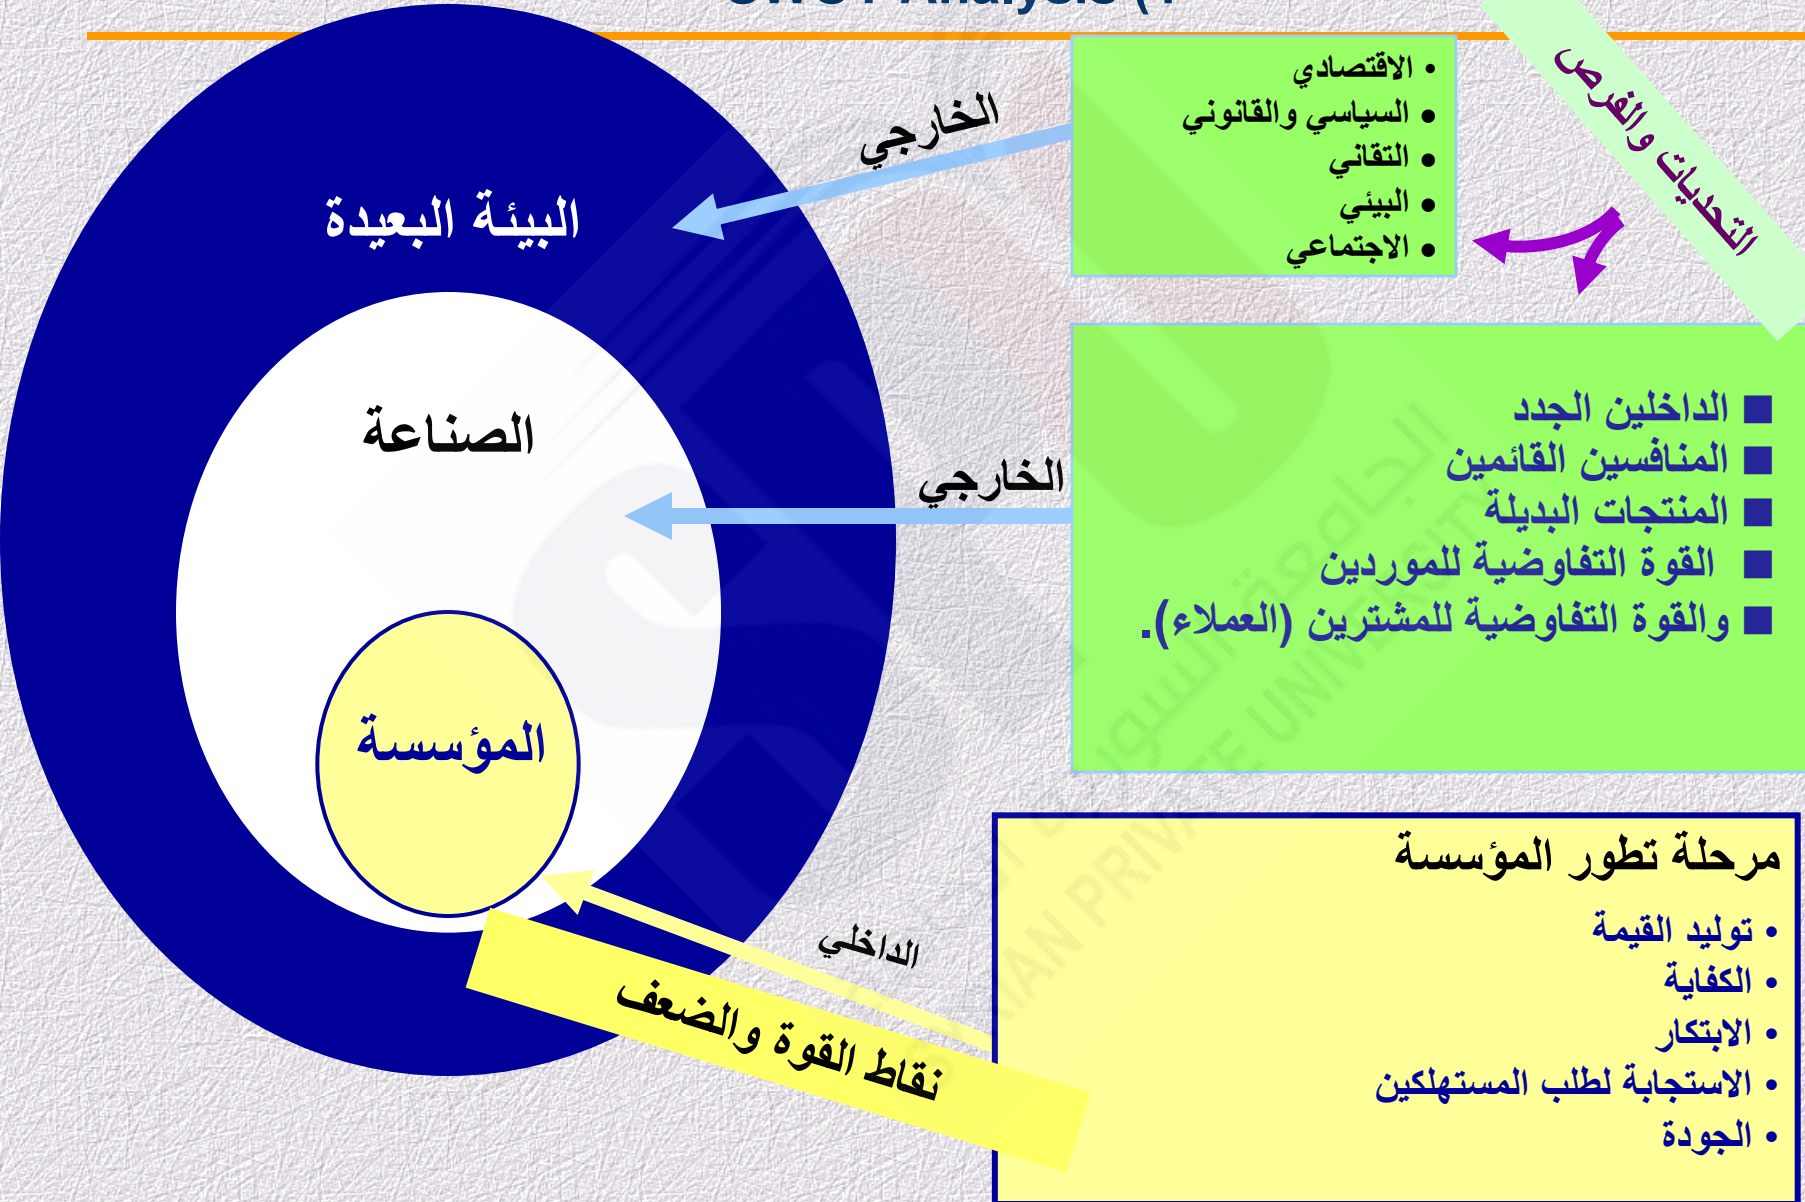 SWOT Analysis (1
• الاقتصادي
• السياسي والقانوني
• التقاني
• البيئي
• الاجتماعي
التحديات والفرص
الخارجي
البيئة البعيدة
■ الداخلين الجدد
■ المنافسين القائمين
■ المنتجات البديلة
■ القوة التفاوضية للموردين
■ والقوة التفاوضية للمشترين (العملاء).
الخارجي
الصناعة
المؤسسة
مرحلة تطور المؤسسة
• توليد القيمة
• الكفاية
• الابتكار
• الاستجابة لطلب المستهلكين
• الجودة
الداخلي
نقاط القوة والضعف